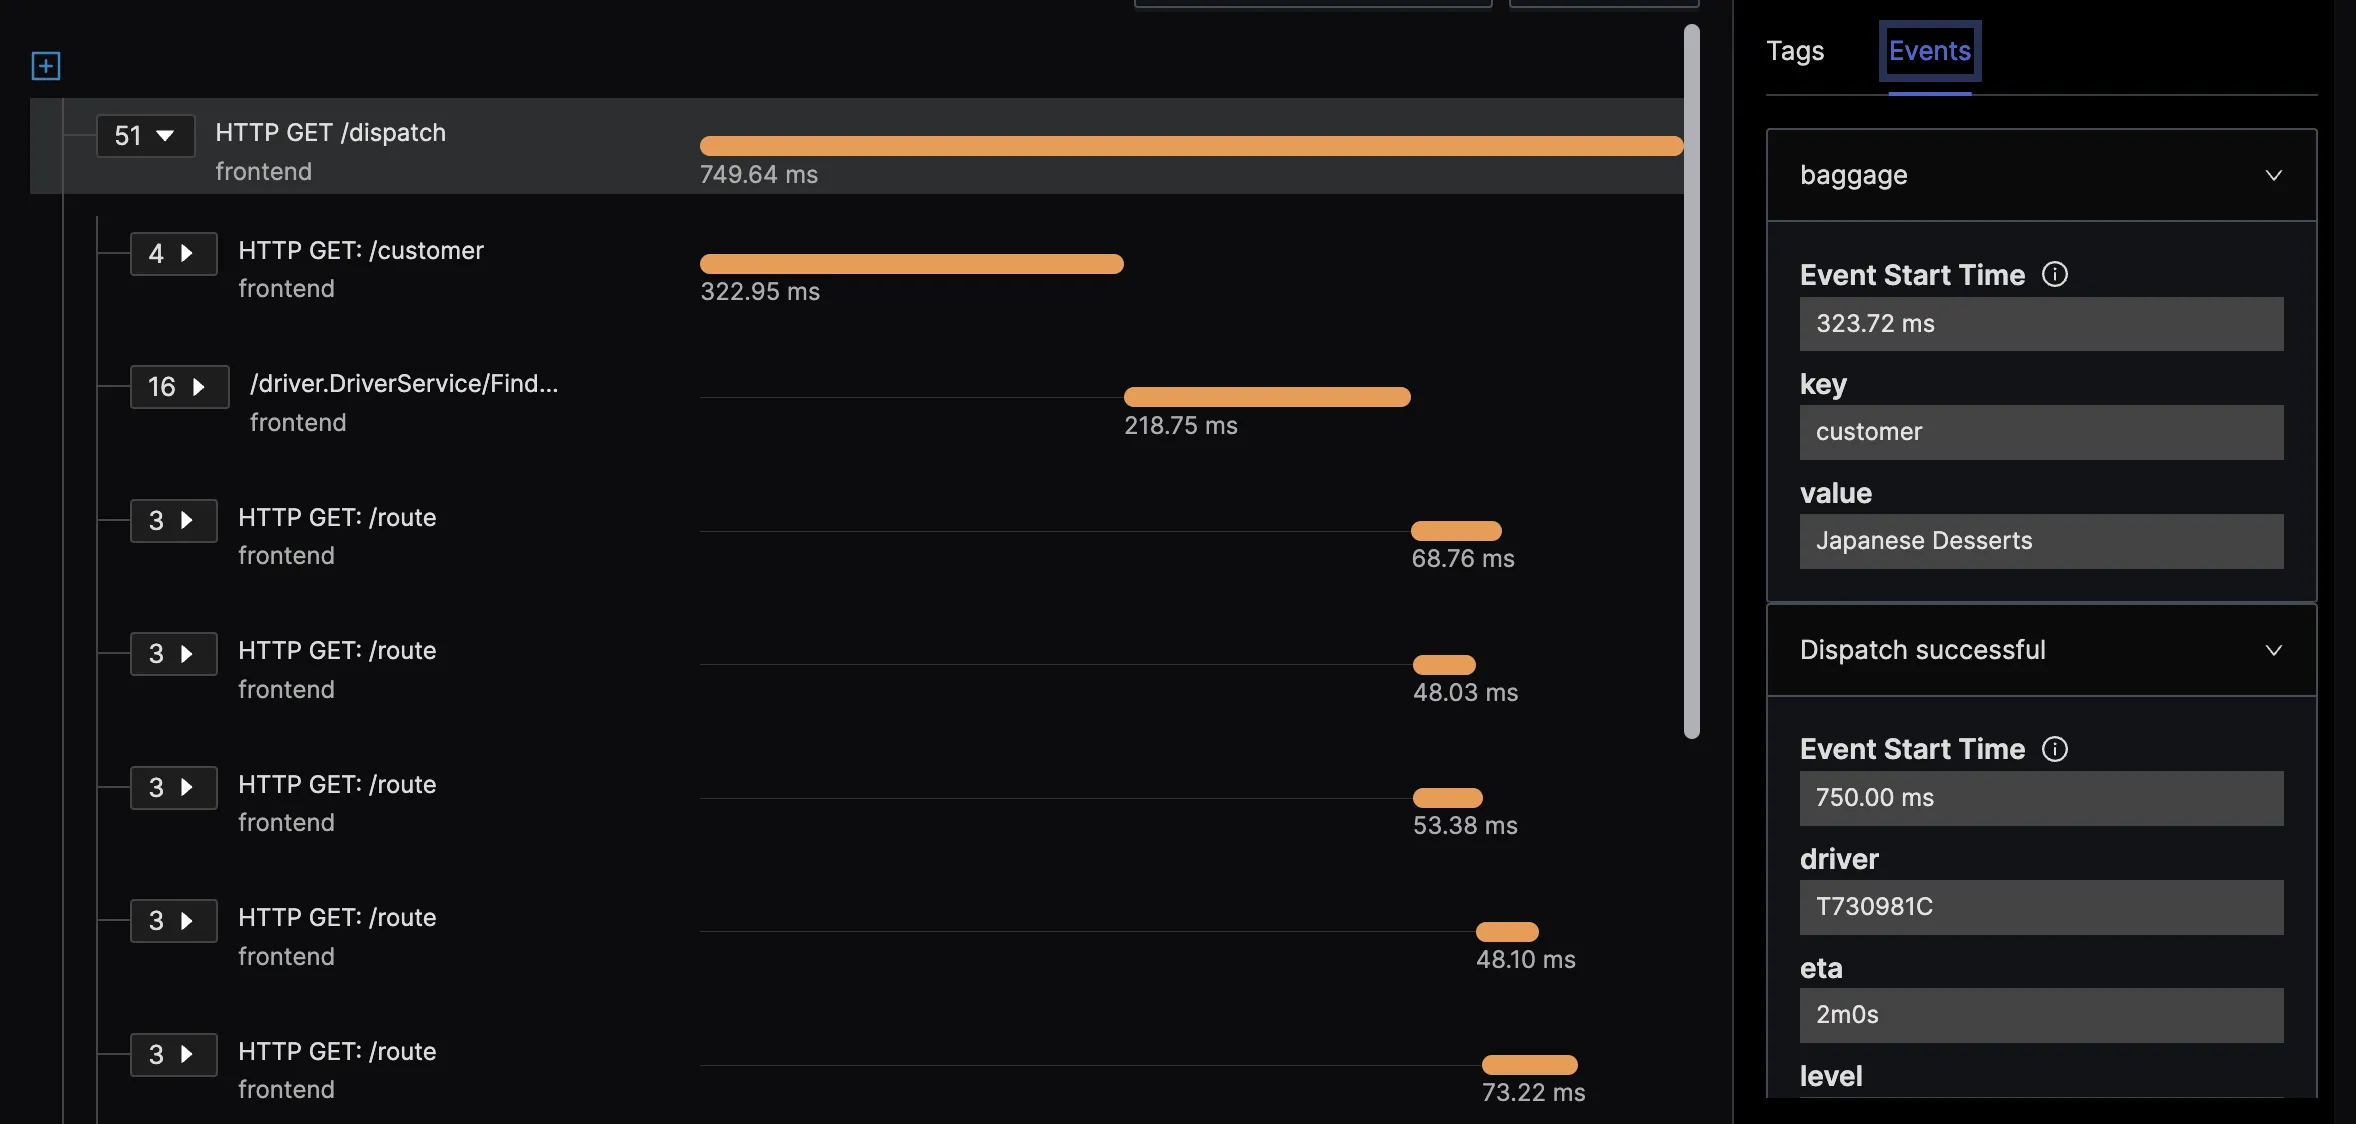 51 HTTP GET /dispatch
frontend
749.64 ms
4 HTTP GET: /customer
frontend
322.95 ms
16 /driver.DriverService/Find...
frontend
218.75 ms
3 HTTP GET: /route
frontend
68.76 ms
3 HTTP GET: /route
frontend
48.03 ms
3 HTTP GET: /route
frontend
53.38 ms
3 HTTP GET: /route
frontend
48.10 ms
3 HTTP GET: /route
frontend
73.22 ms
Tags Events
baggage
Event Start Time
323.72 ms
key
customer
value
Japanese Desserts
Dispatch successful
Event Start Time
750.00 ms
driver
T730981C
eta
2m0s
level